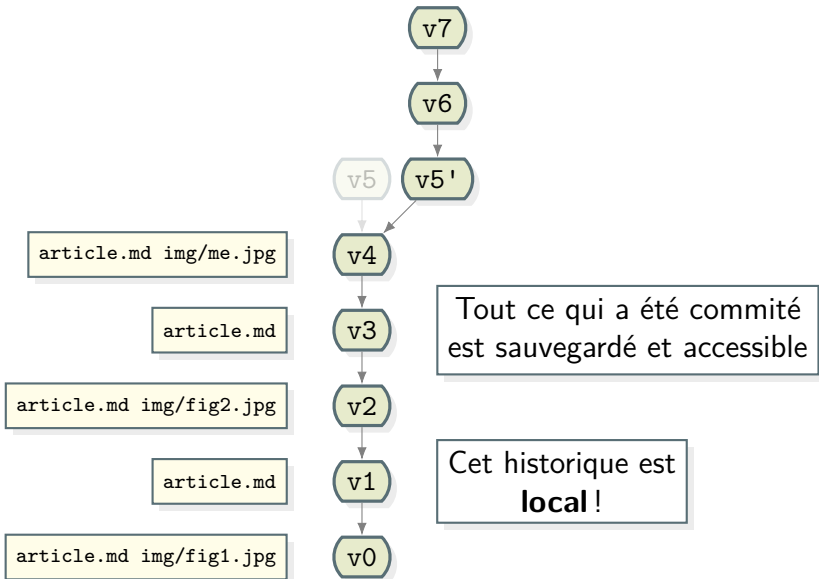 v7
v6
v5 v5'
article.md img/me.jpg v4
article.md v3
Tout ce qui a été commité
est sauvegardé et accessible
article.md img/fig2.jpg v2
article.md v1
Cet historique est
local !
article.md img/fig1.jpg v0